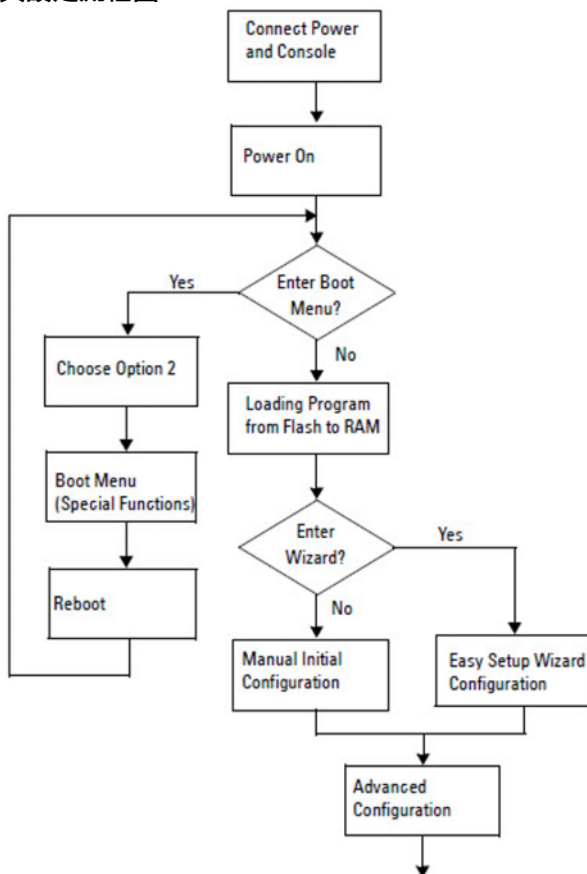 Connect Power
and Console
Power On
Enter Boot
Menu?
Yes
No
Choose Option 2
Loading Program
from Flash to RAM
Boot Menu
(Special Functions)
Enter
Wizard?
Yes
No
Reboot
Manual Initial
Configuration
Easy Setup Wizard
Configuration
Advanced
Configuration